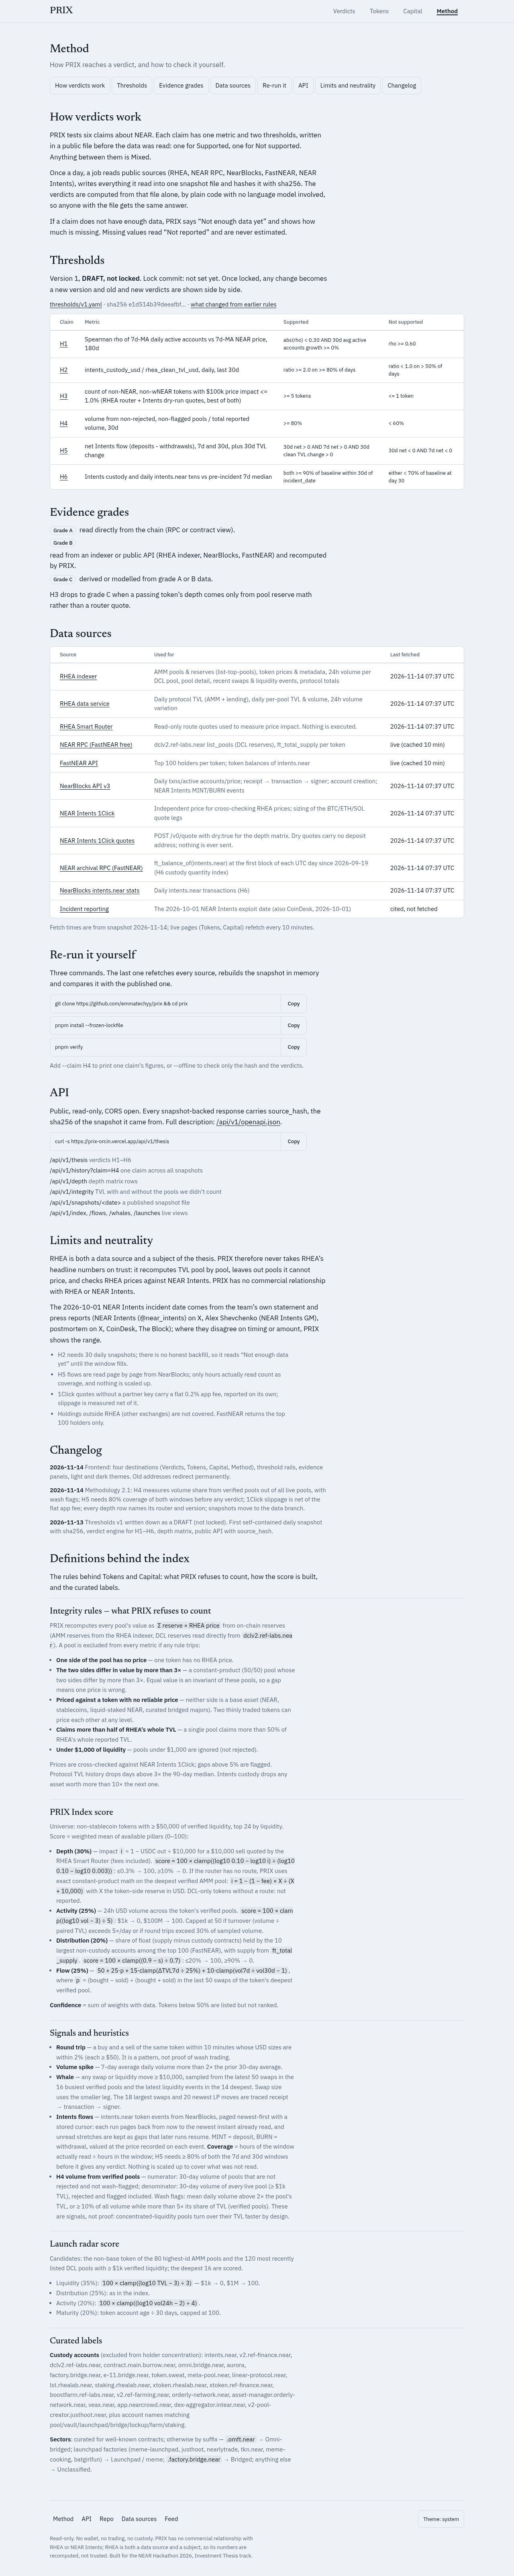 PRIX
Verdicts Tokens Capital Method
Method
How PRIX reaches a verdict, and how to check it yourself.
How verdicts work Thresholds Evidence grades Data sources Re-run it API Limits and neutrality Changelog
How verdicts work
PRIX tests six claims about NEAR. Each claim has one metric and two thresholds, written
in a public file before the data was read: one for Supported, one for Not supported.
Anything between them is Mixed.
Once a day, a job reads public sources (RHEA, NEAR RPC, NearBlocks, FastNEAR, NEAR
Intents), writes everything it read into one snapshot file and hashes it with sha256. The
verdicts are computed from that file alone, by plain code with no language model involved,
so anyone with the file gets the same answer.
If a claim does not have enough data, PRIX says “Not enough data yet” and shows how
much is missing. Missing values read “Not reported” and are never estimated.
Thresholds
Version 1, DRAFT, not locked. Lock commit: not set yet. Once locked, any change becomes
a new version and old and new verdicts are shown side by side.
thresholds/v1.yaml · sha256 e1d514b39deeafbf… · what changed from earlier rules
Claim Metric Supported Not supported
H1 Spearman rho of 7d-MA daily active accounts vs 7d-MA NEAR price, 180d abs(rho) < 0.30 AND 30d avg active accounts growth >= 0% rho >= 0.60
H2 intents_custody_usd / rhea_clean_tvl_usd, daily, last 30d ratio >= 2.0 on >= 80% of days ratio < 1.0 on > 50% of days
H3 count of non-NEAR, non-wNEAR tokens with $100k price impact <= 1.0% (RHEA router + Intents dry-run quotes, best of both) >= 5 tokens <= 1 token
H4 volume from non-rejected, non-flagged pools / total reported volume, 30d >= 80% < 60%
H5 net Intents flow (deposits - withdrawals), 7d and 30d, plus 30d TVL change 30d net > 0 AND 7d net > 0 AND 30d clean TVL change > 0 30d net < 0 AND 7d net < 0
H6 Intents custody and daily intents.near txns vs pre-incident 7d median both >= 90% of baseline within 30d of incident_date either < 70% of baseline at day 30
Evidence grades
Grade A read directly from the chain (RPC or contract view).
Grade B
read from an indexer or public API (RHEA indexer, NearBlocks, FastNEAR) and recomputed
by PRIX.
Grade C derived or modelled from grade A or B data.
H3 drops to grade C when a passing token’s depth comes only from pool reserve math
rather than a router quote.
Data sources
Source Used for Last fetched
RHEA indexer AMM pools & reserves (list-top-pools), token prices & metadata, 24h volume per DCL pool, pool detail, recent swaps & liquidity events, protocol totals 2026-11-14 07:37 UTC
RHEA data service Daily protocol TVL (AMM + lending), daily per-pool TVL & volume, 24h volume variation 2026-11-14 07:37 UTC
RHEA Smart Router Read-only route quotes used to measure price impact. Nothing is executed. 2026-11-14 07:37 UTC
NEAR RPC (FastNEAR free) dclv2.ref-labs.near list_pools (DCL reserves), ft_total_supply per token live (cached 10 min)
FastNEAR API Top 100 holders per token; token balances of intents.near live (cached 10 min)
NearBlocks API v3 Daily txns/active accounts/price; receipt → transaction → signer; account creation; NEAR Intents MINT/BURN events 2026-11-14 07:37 UTC
NEAR Intents 1Click Independent price for cross-checking RHEA prices; sizing of the BTC/ETH/SOL quote legs 2026-11-14 07:37 UTC
NEAR Intents 1Click quotes POST /v0/quote with dry:true for the depth matrix. Dry quotes carry no deposit address; nothing is ever sent. 2026-11-14 07:37 UTC
NEAR archival RPC (FastNEAR) ft_balance_of(intents.near) at the first block of each UTC day since 2026-09-19 (H6 custody quantity index) 2026-11-14 07:37 UTC
NearBlocks intents.near stats Daily intents.near transactions (H6) 2026-11-14 07:37 UTC
Incident reporting The 2026-10-01 NEAR Intents exploit date (also CoinDesk, 2026-10-01) cited, not fetched
Fetch times are from snapshot 2026-11-14; live pages (Tokens, Capital) refetch every 10 minutes.
Re-run it yourself
Three commands. The last one refetches every source, rebuilds the snapshot in memory
and compares it with the published one.
git clone https://github.com/emmatechyy/prix && cd prix Copy
pnpm install --frozen-lockfile Copy
pnpm verify Copy
Add --claim H4 to print one claim’s figures, or --offline to check only the hash and the verdicts.
API
Public, read-only, CORS open. Every snapshot-backed response carries source_hash, the
sha256 of the snapshot it came from. Full description: /api/v1/openapi.json.
curl -s https://prix-orcin.vercel.app/api/v1/thesis Copy
/api/v1/thesis verdicts H1–H6
/api/v1/history?claim=H4 one claim across all snapshots
/api/v1/depth depth matrix rows
/api/v1/integrity TVL with and without the pools we didn’t count
/api/v1/snapshots/<date> a published snapshot file
/api/v1/index, /flows, /whales, /launches live views
Limits and neutrality
RHEA is both a data source and a subject of the thesis. PRIX therefore never takes RHEA’s
headline numbers on trust: it recomputes TVL pool by pool, leaves out pools it cannot
price, and checks RHEA prices against NEAR Intents. PRIX has no commercial relationship
with RHEA or NEAR Intents.
The 2026-10-01 NEAR Intents incident date comes from the team’s own statement and
press reports (NEAR Intents (@near_intents) on X, Alex Shevchenko (NEAR Intents GM),
postmortem on X, CoinDesk, The Block); where they disagree on timing or amount, PRIX
shows the range.
• H2 needs 30 daily snapshots; there is no honest backfill, so it reads “Not enough data
yet” until the window fills.
• H5 flows are read page by page from NearBlocks; only hours actually read count as
coverage, and nothing is scaled up.
• 1Click quotes without a partner key carry a flat 0.2% app fee, reported on its own;
slippage is measured net of it.
• Holdings outside RHEA (other exchanges) are not covered. FastNEAR returns the top
100 holders only.
Changelog
2026-11-14 Frontend: four destinations (Verdicts, Tokens, Capital, Method), threshold rails, evidence
panels, light and dark themes. Old addresses redirect permanently.
2026-11-14 Methodology 2.1: H4 measures volume share from verified pools out of all live pools, with
wash flags; H5 needs 80% coverage of both windows before any verdict; 1Click slippage is net of the
flat app fee; every depth row names its router and version; snapshots move to the data branch.
2026-11-13 Thresholds v1 written down as a DRAFT (not locked). First self-contained daily snapshot
with sha256, verdict engine for H1–H6, depth matrix, public API with source_hash.
Definitions behind the index
The rules behind Tokens and Capital: what PRIX refuses to count, how the score is built,
and the curated labels.
Integrity rules — what PRIX refuses to count
PRIX recomputes every pool’s value as Σ reserve × RHEA price from on-chain reserves
(AMM reserves from the RHEA indexer, DCL reserves read directly from dclv2.ref-labs.nea
r). A pool is excluded from every metric if any rule trips:
• One side of the pool has no price — one token has no RHEA price.
• The two sides differ in value by more than 3× — a constant-product (50/50) pool whose
two sides differ by more than 3×. Equal value is an invariant of these pools, so a gap
means one price is wrong.
• Priced against a token with no reliable price — neither side is a base asset (NEAR,
stablecoins, liquid-staked NEAR, curated bridged majors). Two thinly traded tokens can
price each other at any level.
• Claims more than half of RHEA’s whole TVL — a single pool claims more than 50% of
RHEA’s whole reported TVL.
• Under $1,000 of liquidity — pools under $1,000 are ignored (not rejected).
Prices are cross-checked against NEAR Intents 1Click; gaps above 5% are flagged.
Protocol TVL history drops days above 3× the 90-day median. Intents custody drops any
asset worth more than 10× the next one.
PRIX Index score
Universe: non-stablecoin tokens with ≥ $50,000 of verified liquidity, top 24 by liquidity.
Score = weighted mean of available pillars (0–100):
• Depth (30%) — impact i = 1 − USDC out ÷ $10,000 for a $10,000 sell quoted by the
RHEA Smart Router (fees included). score = 100 × clamp((log10 0.10 − log10 i) ÷ (log10
0.10 − log10 0.003)) : ≤0.3% → 100, ≥10% → 0. If the router has no route, PRIX uses
exact constant-product math on the deepest verified AMM pool: i = 1 − (1 − fee) × X ÷ (X
+ 10,000) with X the token-side reserve in USD. DCL-only tokens without a route: not
reported.
• Activity (25%) — 24h USD volume across the token’s verified pools. score = 100 × clam
p((log10 vol − 3) ÷ 5) : $1k → 0, $100M → 100. Capped at 50 if turnover (volume ÷
paired TVL) exceeds 5×/day or if round trips exceed 30% of sampled volume.
• Distribution (20%) — share of float (supply minus custody contracts) held by the 10
largest non-custody accounts among the top 100 (FastNEAR), with supply from ft_total
_supply. score = 100 × clamp((0.9 − s) ÷ 0.7) : ≤20% → 100, ≥90% → 0.
• Flow (25%) — 50 + 25·p + 15·clamp(ΔTVL7d ÷ 25%) + 10·clamp(vol7d ÷ vol30d − 1) ,
where p = (bought − sold) ÷ (bought + sold) in the last 50 swaps of the token’s deepest
verified pool.
Confidence = sum of weights with data. Tokens below 50% are listed but not ranked.
Signals and heuristics
• Round trip — a buy and a sell of the same token within 10 minutes whose USD sizes are
within 2% (each ≥ $50). It is a pattern, not proof of wash trading.
• Volume spike — 7-day average daily volume more than 2× the prior 30-day average.
• Whale — any swap or liquidity move ≥ $10,000, sampled from the latest 50 swaps in the
16 busiest verified pools and the latest liquidity events in the 14 deepest. Swap size
uses the smaller leg. The 18 largest swaps and 20 newest LP moves are traced receipt
→ transaction → signer.
• Intents flows — intents.near token events from NearBlocks, paged newest-first with a
stored cursor: each run pages back from now to the newest instant already read, and
unread stretches are kept as gaps that later runs resume. MINT = deposit, BURN =
withdrawal, valued at the price recorded on each event. Coverage = hours of the window
actually read ÷ hours in the window; H5 needs ≥ 80% of both the 7d and 30d windows
before it gives any verdict. Nothing is scaled up to cover what was not read.
• H4 volume from verified pools — numerator: 30-day volume of pools that are not
rejected and not wash-flagged; denominator: 30-day volume of every live pool (≥ $1k
TVL), rejected and flagged included. Wash flags: mean daily volume above 2× the pool’s
TVL, or ≥ 10% of all volume while more than 5× its share of TVL (verified pools). These
are signals, not proof: concentrated-liquidity pools turn over their TVL faster by design.
Launch radar score
Candidates: the non-base token of the 80 highest-id AMM pools and the 120 most recently
listed DCL pools with ≥ $1k verified liquidity; the deepest 16 are scored.
• Liquidity (35%): 100 × clamp((log10 TVL − 3) ÷ 3) — $1k → 0, $1M → 100.
• Distribution (25%): as in the index.
• Activity (20%): 100 × clamp((log10 vol24h − 2) ÷ 4) .
• Maturity (20%): token account age ÷ 30 days, capped at 100.
Curated labels
Custody accounts (excluded from holder concentration): intents.near, v2.ref-finance.near,
dclv2.ref-labs.near, contract.main.burrow.near, omni.bridge.near, aurora,
factory.bridge.near, e-11.bridge.near, token.sweat, meta-pool.near, linear-protocol.near,
lst.rhealab.near, staking.rhealab.near, xtoken.rhealab.near, xtoken.ref-finance.near,
boostfarm.ref-labs.near, v2.ref-farming.near, orderly-network.near, asset-manager.orderly-
network.near, veax.near, app.nearcrowd.near, dex-aggregator.intear.near, v2-pool-
creator.justhoot.near, plus account names matching
pool/vault/launchpad/bridge/lockup/farm/staking.
Sectors: curated for well-known contracts; otherwise by suffix — .omft.near → Omni-
bridged; launchpad factories (meme-launchpad, justhoot, nearlytrade, tkn.near, meme-
cooking, batgirlfun) → Launchpad / meme; .factory.bridge.near → Bridged; anything else
→ Unclassified.
Method API Repo Data sources Feed
Theme: system
Read-only. No wallet, no trading, no custody. PRIX has no commercial relationship with
RHEA or NEAR Intents; RHEA is both a data source and a subject, so its numbers are
recomputed, not trusted. Built for the NEAR Hackathon 2026, Investment Thesis track.